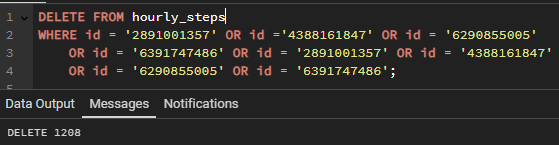 1 DELETE FROM hourly_steps
2 WHERE id = '2891001357' OR id ='4388161847' OR id = '6290855005'
3 OR id = '6391747486' OR id = '2891001357' OR id = '4388161847'
4 OR id = '6290855005' OR id = '6391747486';
5
Data Output Messages Notifications
DELETE 1208